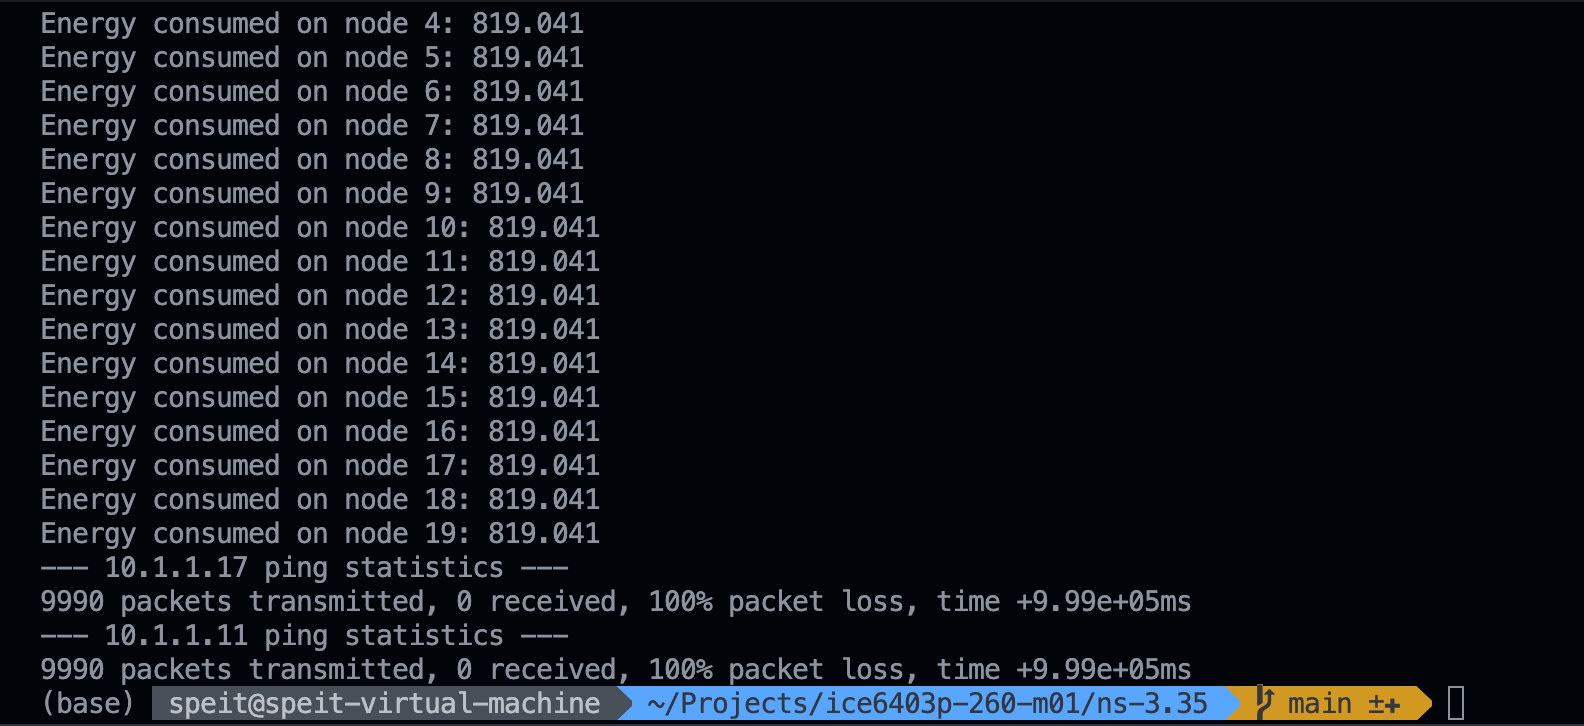 Energy consumed on node 4: 819.041
Energy consumed on node 5: 819.041
Energy consumed on node 6: 819.041
Energy consumed on node 7: 819.041
Energy consumed on node 8: 819.041
Energy consumed on node 9: 819.041
Energy consumed on node 10: 819.041
Energy consumed on node 11: 819.041
Energy consumed on node 12: 819.041
Energy consumed on node 13: 819.041
Energy consumed on node 14: 819.041
Energy consumed on node 15: 819.041
Energy consumed on node 16: 819.041
Energy consumed on node 17: 819.041
Energy consumed on node 18: 819.041
Energy consumed on node 19: 819.041
--- 10.1.1.17 ping statistics ---
9990 packets transmitted, 0 received, 100% packet loss, time +9.99e+05ms
--- 10.1.1.11 ping statistics ---
9990 packets transmitted, 0 received, 100% packet loss, time +9.99e+05ms
(base) speit@speit-virtual-machine ~/Projects/ice6403p-260-m01/ns-3.35 main ±+